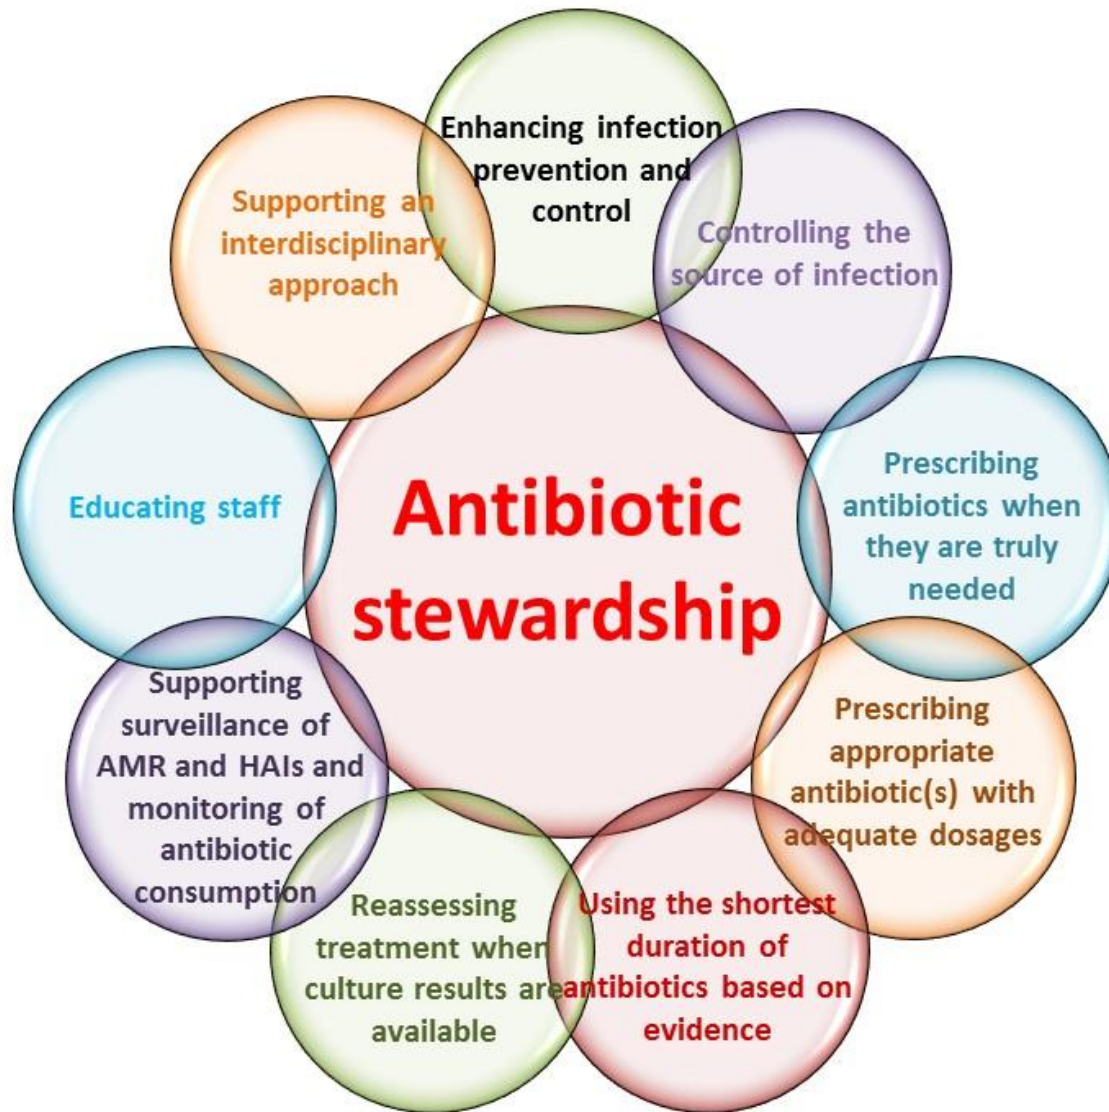 Enhancing infection
prevention and
control
Controlling the
source of infection
Prescribing
antibiotics when
they are truly
needed
Prescribing
appropriate
antibiotic(s) with
adequate dosages
Using the shortest
duration of
antibiotics based on
evidence
Reassessing
treatment when
culture results are
available
Supporting
surveillance of
AMR and HAIs and
monitoring of
antibiotic
consumption
Educating staff
Supporting an
interdisciplinary
approach
Antibiotic
stewardship